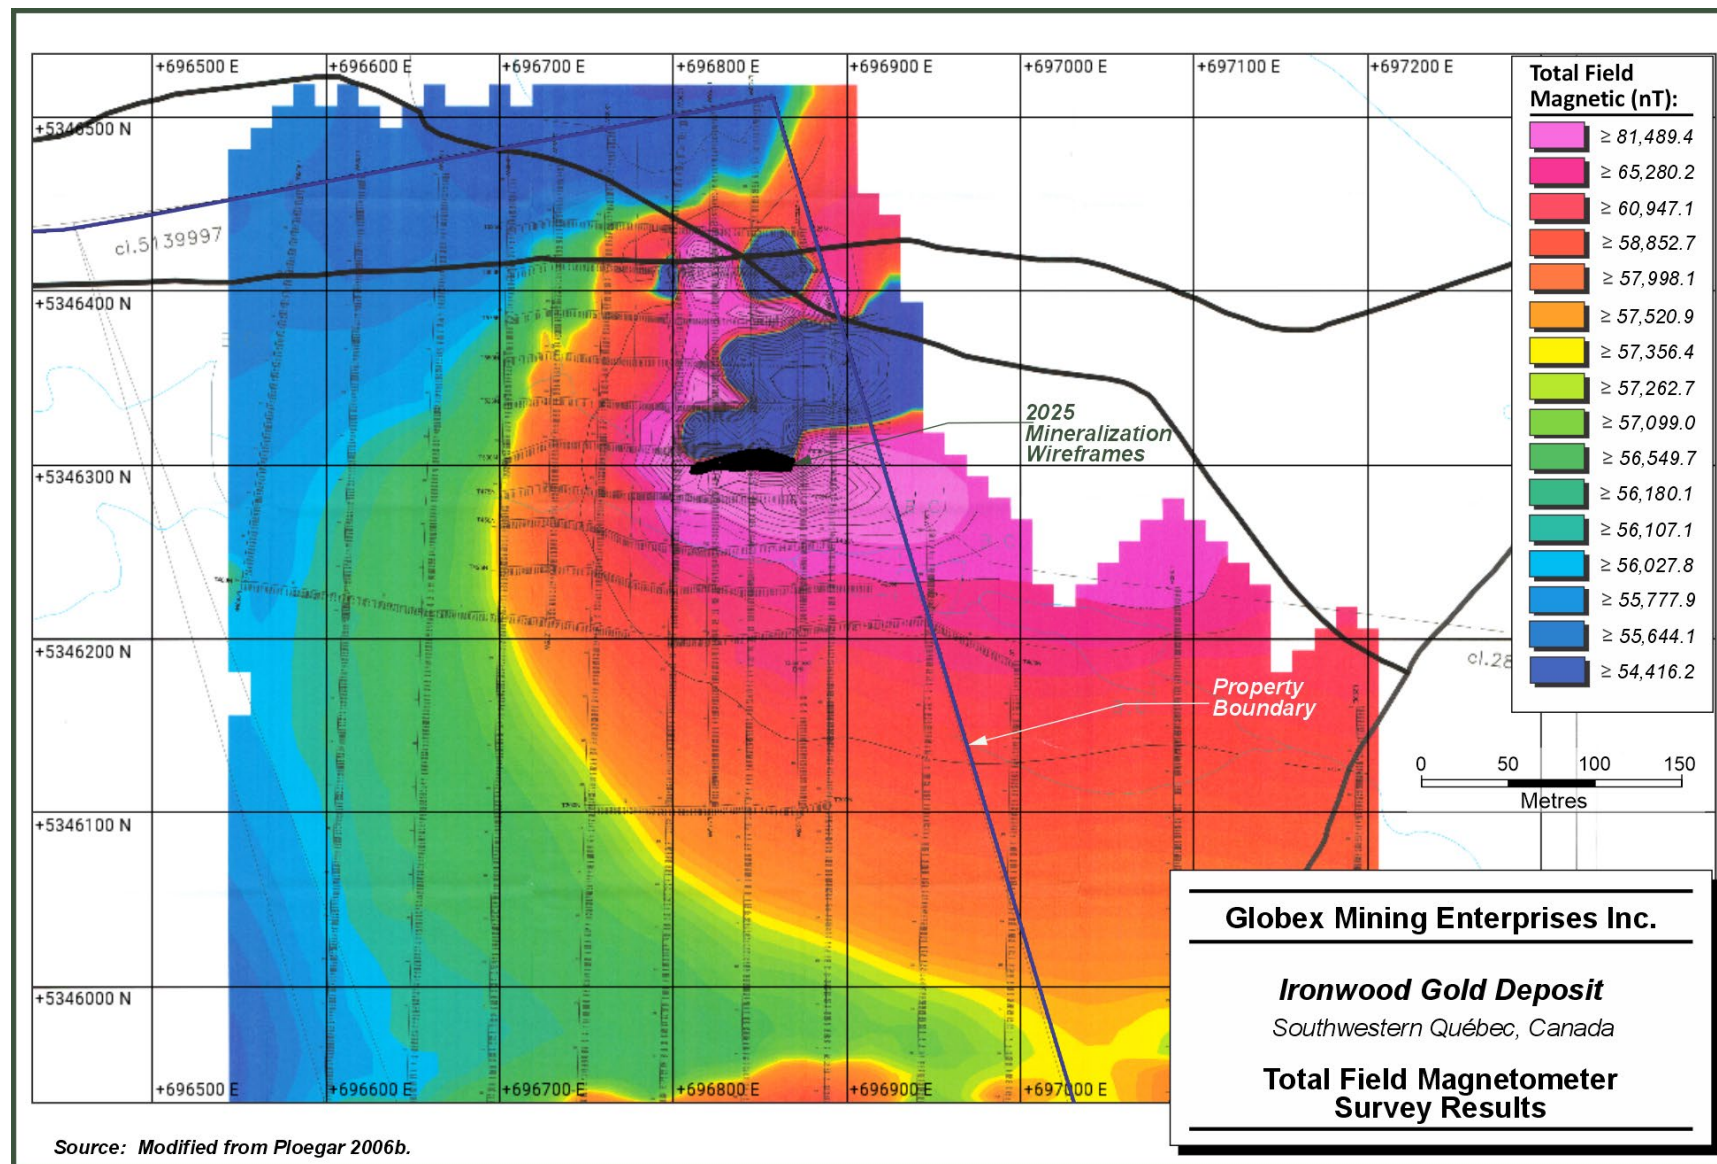 +696500 E
+696600 E
+696700 E
+696800 E
+696900 E
+697000 E
+697100 E
+697200 E
Total Field
Magnetic (nT):
≥ 81,489.4
≥ 65,280.2
≥ 60,947.1
≥ 58,852.7
≥ 57,998.1
≥ 57,520.9
≥ 57,356.4
≥ 57,262.7
≥ 57,099.0
≥ 56,549.7
≥ 56,180.1
≥ 56,107.1
≥ 56,027.8
≥ 55,777.9
≥ 55,644.1
≥ 54,416.2
+5346500 N
cl.5139997
+5346400 N
2025
Mineralization
Wireframes
+5346300 N
+5346200 N
cl.28
Property
Boundary
0 50 100 150
Metres
+5346100 N
+5346000 N
+696500 E
+696600 E
+696700 E
+696800 E
+696900 E
+697000 E
Globex Mining Enterprises Inc.
Ironwood Gold Deposit
Southwestern Québec, Canada
Total Field Magnetometer
Survey Results
Source: Modified from Ploegar 2006b.